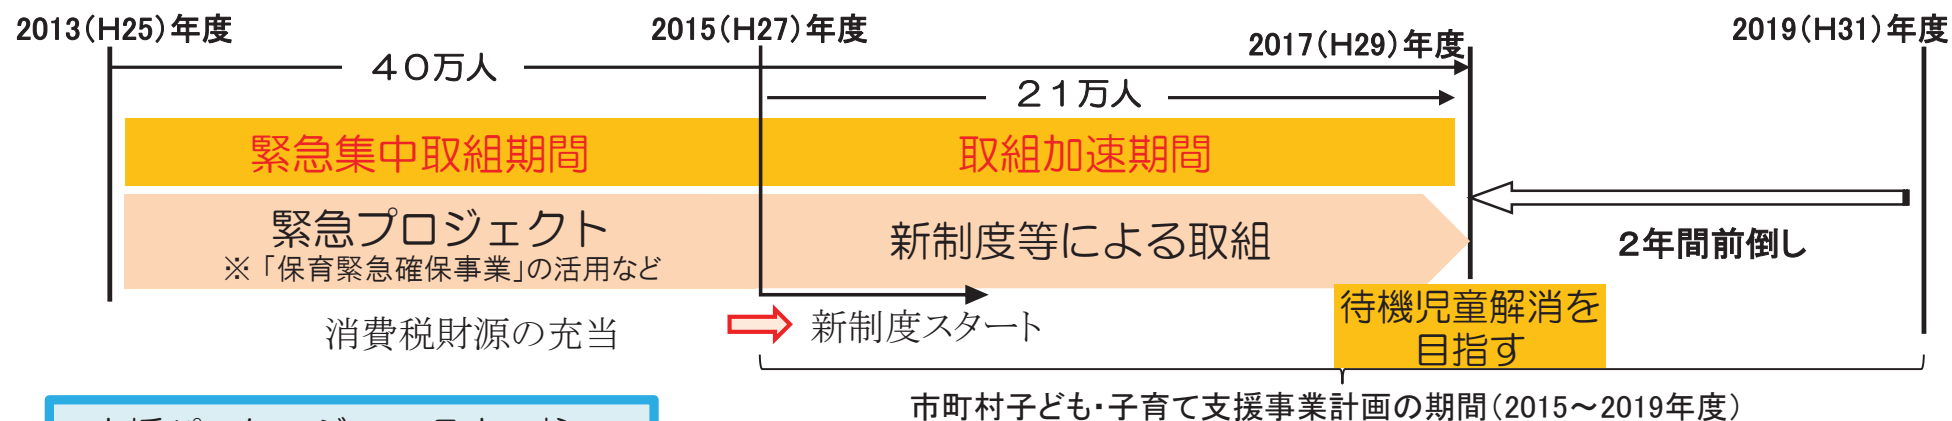 2013(H25)年度
2015(H27)年度
2017(H29)年度
2019(H31)年度
40万人
21万人
緊急集中取組期間
取組加速期間
緊急プロジェクト
※「保育緊急確保事業」の活用など
新制度等による取組
2年間前倒し
消費税財源の充当
新制度スタート
待機児童解消を
目指す
市町村子ども・子育て支援事業計画の期間(2015~2019年度)